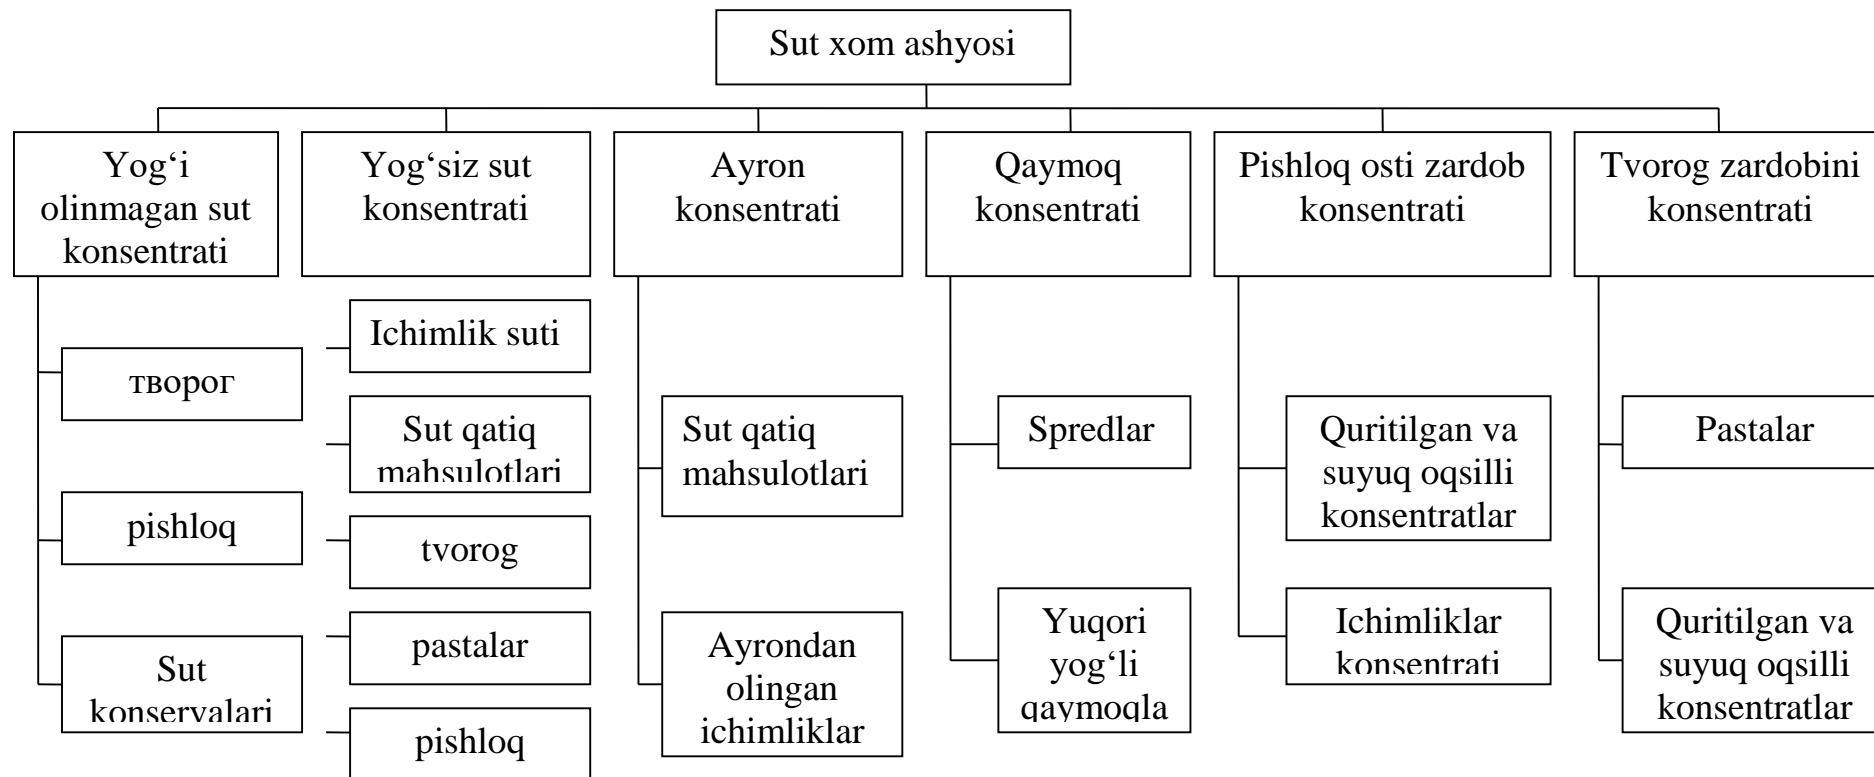 Sut xom ashyosi
Yog‘i
olinmagan sut
konsentrati
Yog‘siz sut
konsentrati
Ayron
konsentrati
Qaymoq
konsentrati
Pishloq osti zardob
konsentrati
Tvorog zardobini
konsentrati
творог
pishloq
Sut
konservalari
Ichimlik suti
Sut qatiq
mahsulotlari
tvorog
pastalar
pishloq
Sut qatiq
mahsulotlari
Ayrondan
olingan
ichimliklar
Spredlar
Yuqori
yog‘li
qaymoqla
Quritilgan va
suyuq oqsilli
konsentratlar
Ichimliklar
konsentrati
Pastalar
Quritilgan va
suyuq oqsilli
konsentratlar